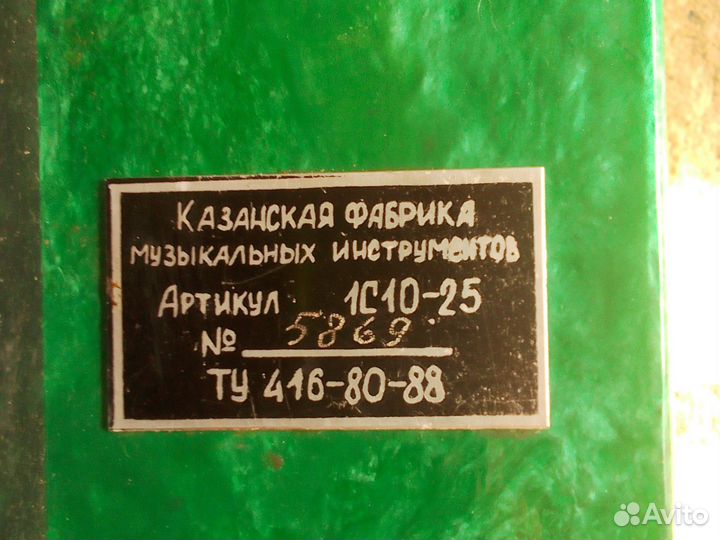 КАЗАНСКАЯ ФАБРИКА
МУЗЫКАЛЬНЫХ ИНСТРУМЕНТОВ
АРТИКУЛ 1С10-25
№ 5869
ТУ 416-80-88
Avito